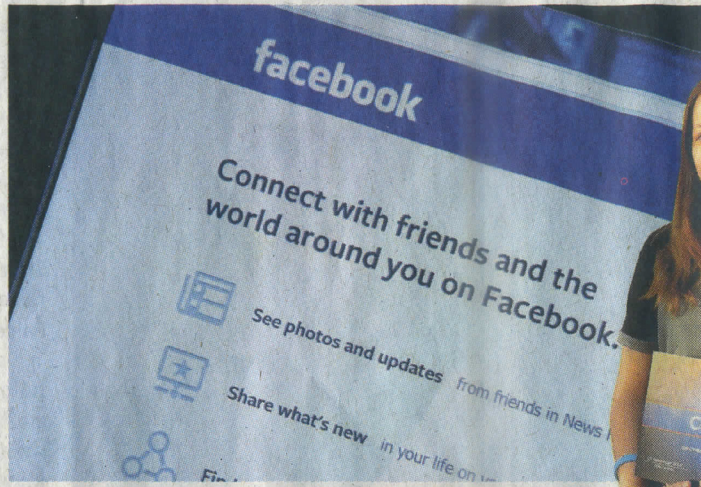 facebook
Connect with friends and the
world around you on Facebook.
See photos and updates from friends in News
Share what's new in your life on